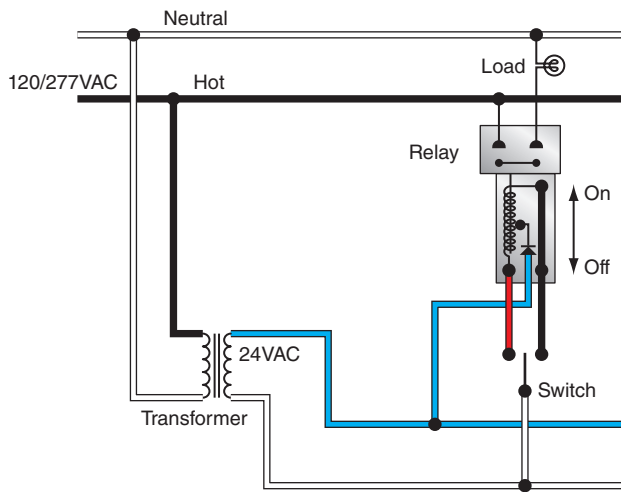 Neutral
Load
120/277VAC
Hot
Relay
On
Off
24VAC
Switch
Transformer